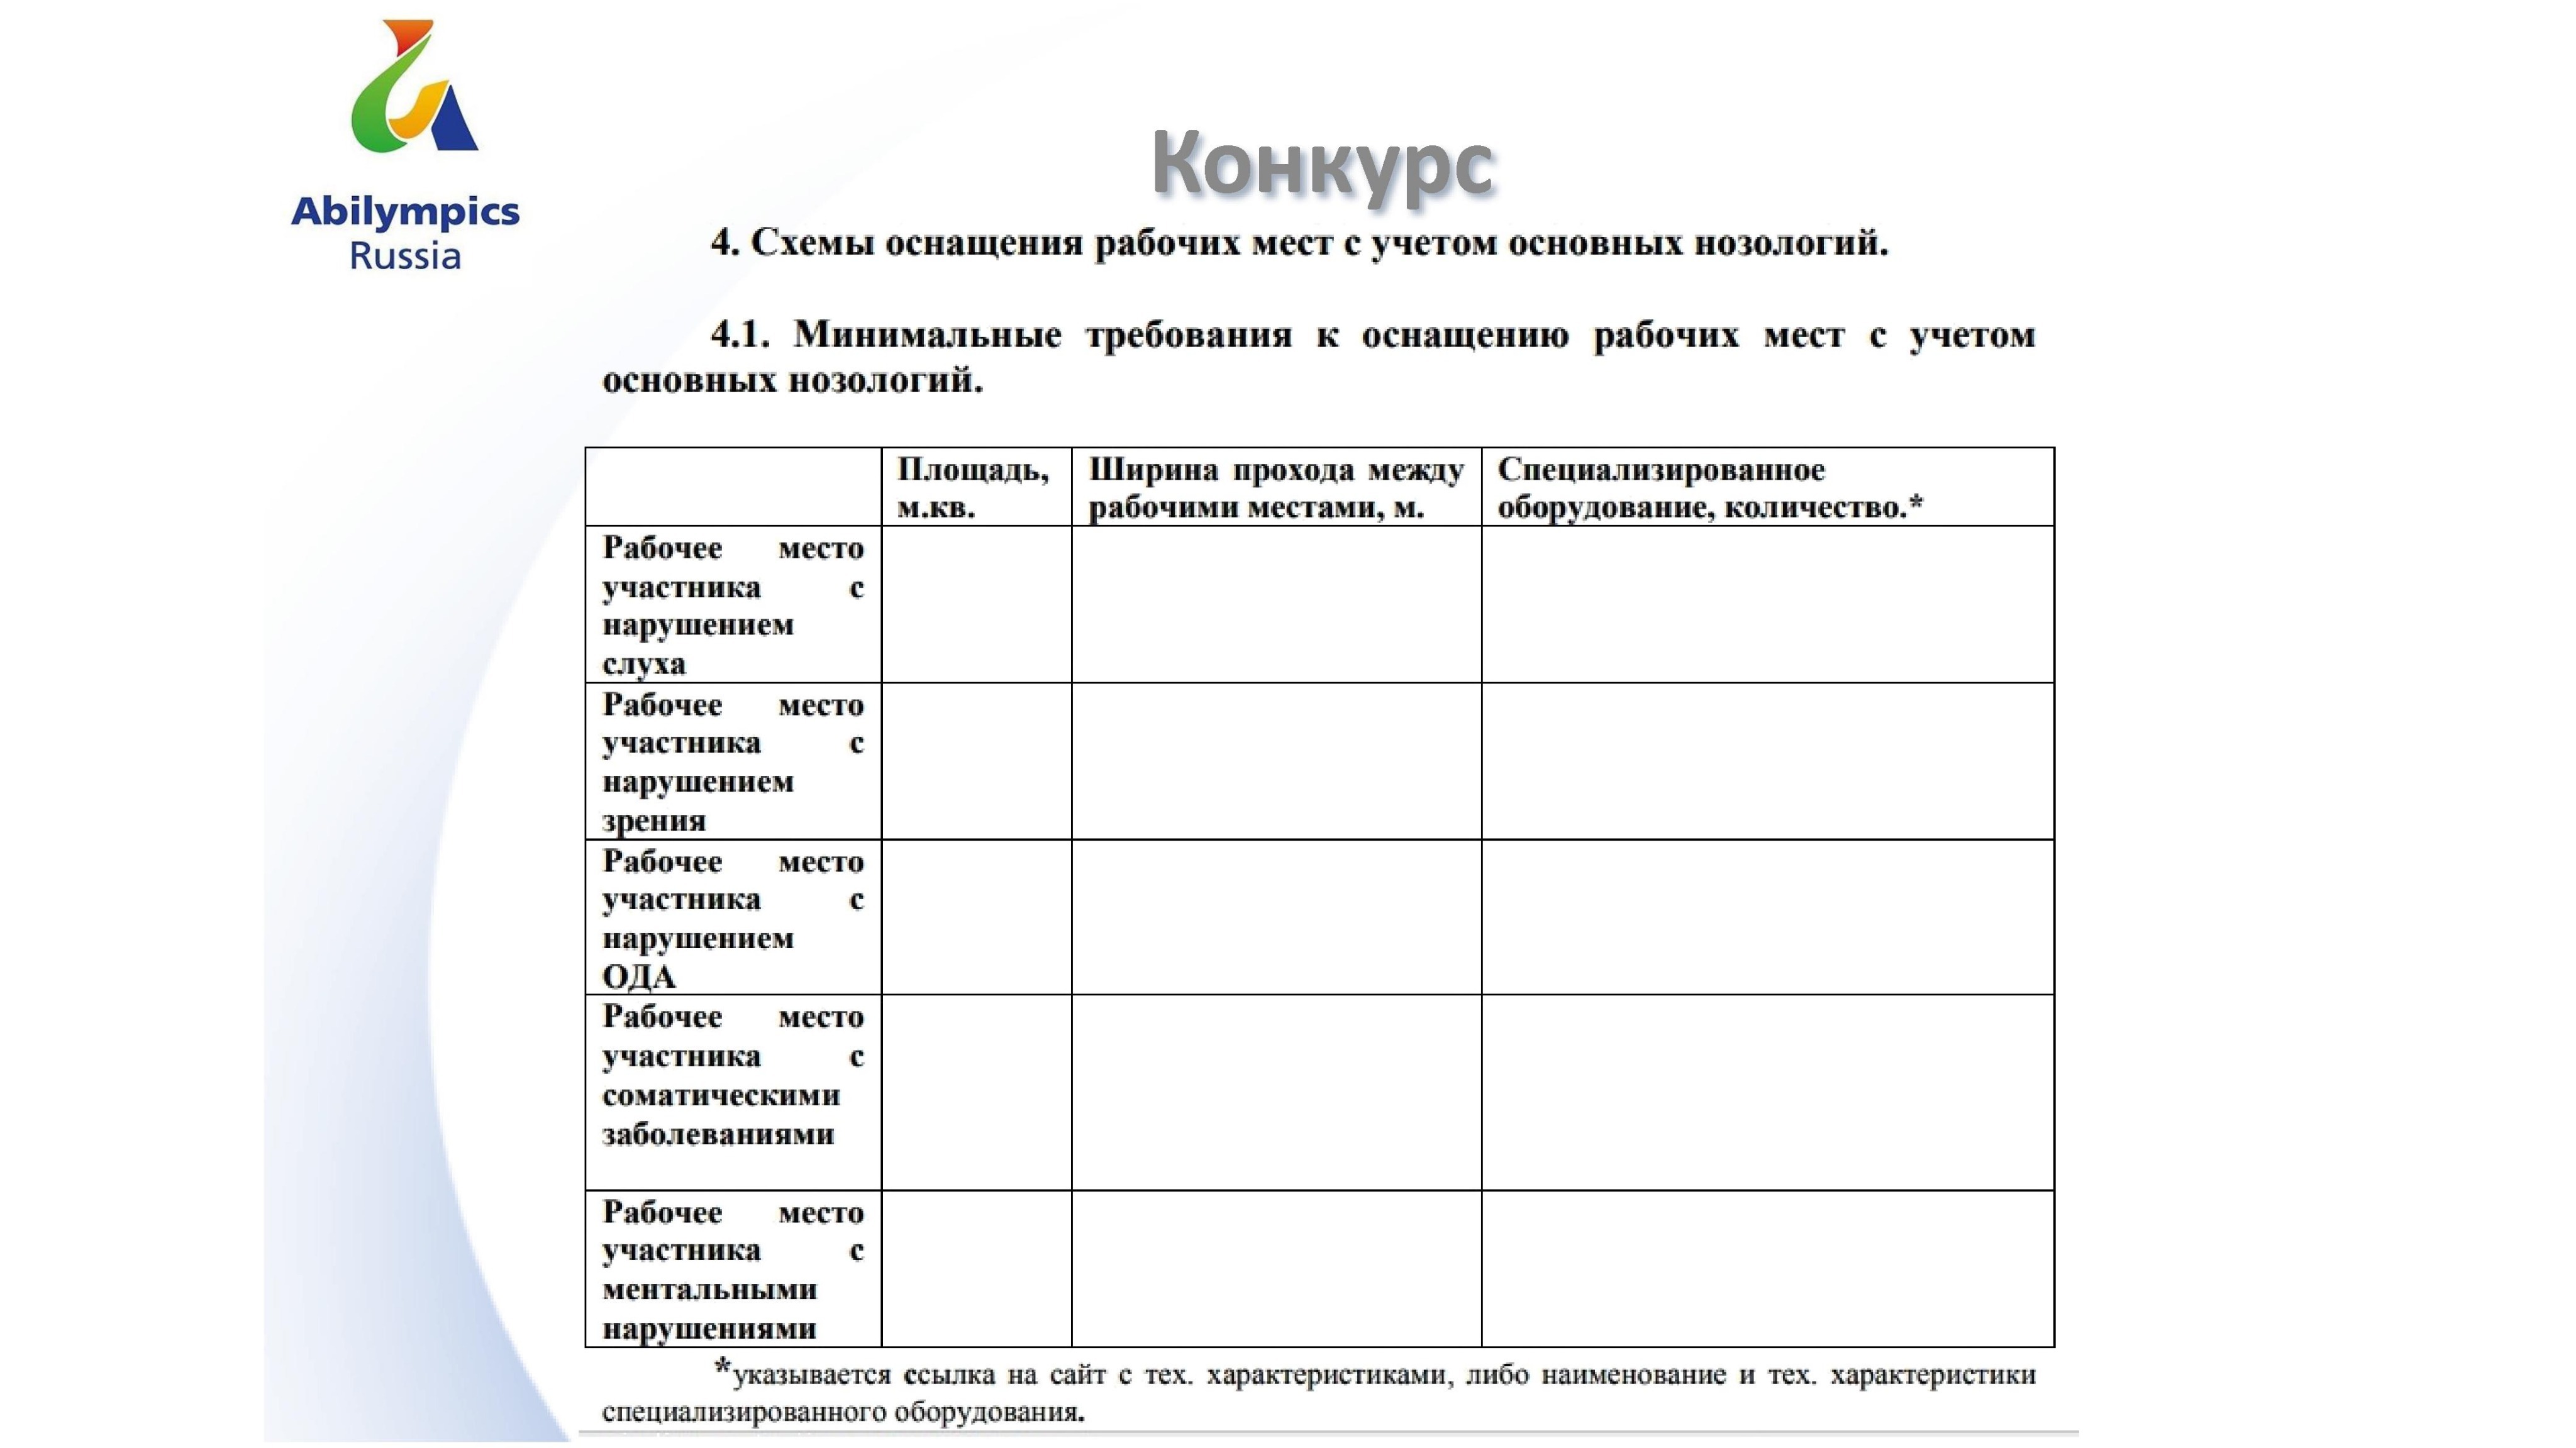 Abilympics
Russia
Конкурс
4. Схемы оснащения рабочих мест с учетом основных нозологий.
4.1. Минимальные требования к оснащению рабочих мест с учетом
основных нозологий.
Площадь,
м.кв.
Ширина прохода между
рабочими местами, м.
Специализированное
оборудование, количество.*
Рабочее место
участника с
нарушением
слуха
Рабочее место
участника с
нарушением
зрения
Рабочее место
участника с
нарушением
ОДА
Рабочее место
участника с
соматическими
заболеваниями
Рабочее место
участника с
ментальными
нарушениями
*указывается ссылка на сайт с тех. характеристиками, либо наименование и тех. характеристики
специализированного оборудования.